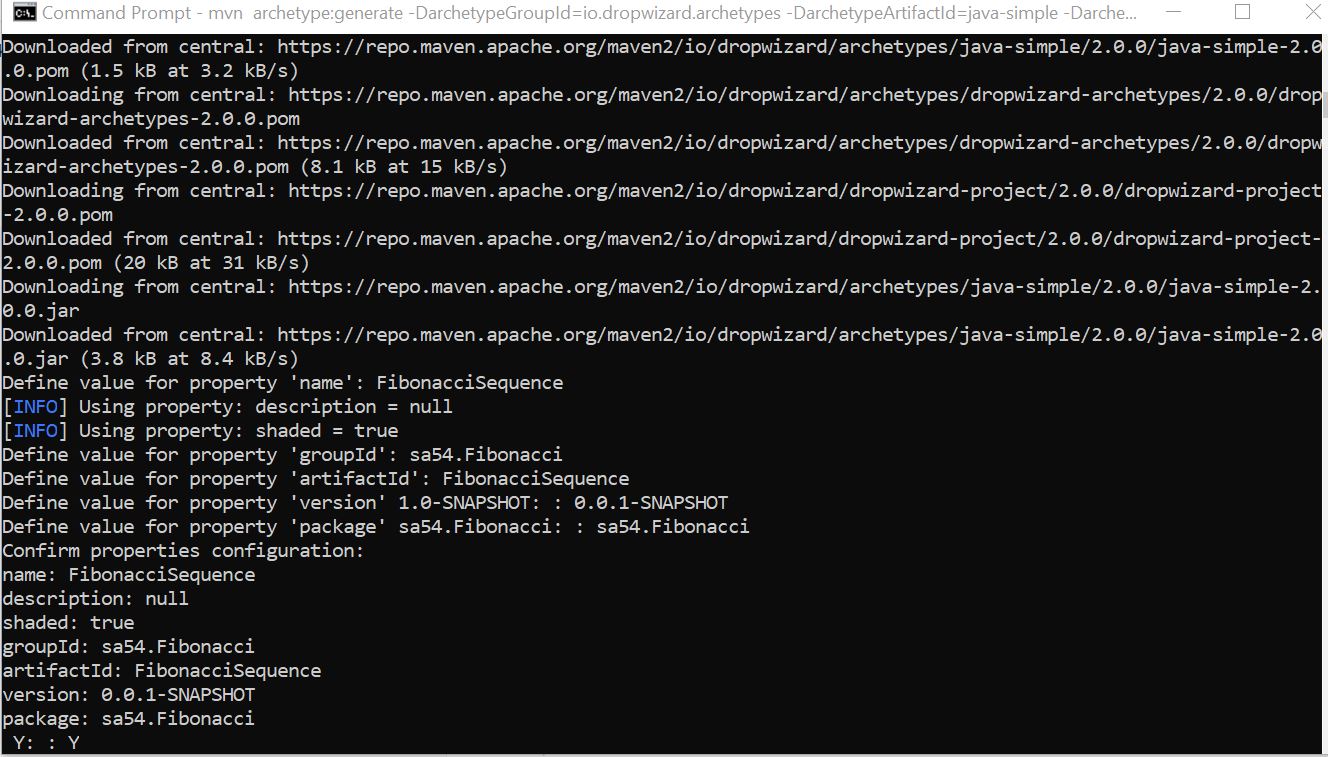 Command Prompt - mvn  archetype:generate -DarchetypeGroupId=io.dropwizard.archetypes -DarchetypeArtifactId=java-simple -Darche...
Downloaded from central: https://repo.maven.apache.org/maven2/io/dropwizard/archetypes/java-simple/2.0.0/java-simple-2.0
.0.pom (1.5 kB at 3.2 kB/s)
Downloading from central: https://repo.maven.apache.org/maven2/io/dropwizard/archetypes/dropwizard-archetypes/2.0.0/drop
wizard-archetypes-2.0.0.pom
Downloaded from central: https://repo.maven.apache.org/maven2/io/dropwizard/archetypes/dropwizard-archetypes/2.0.0/dropw
izard-archetypes-2.0.0.pom (8.1 kB at 15 kB/s)
Downloading from central: https://repo.maven.apache.org/maven2/io/dropwizard/dropwizard-project/2.0.0/dropwizard-project
-2.0.0.pom
Downloaded from central: https://repo.maven.apache.org/maven2/io/dropwizard/dropwizard-project/2.0.0/dropwizard-project-
2.0.0.pom (20 kB at 31 kB/s)
Downloading from central: https://repo.maven.apache.org/maven2/io/dropwizard/archetypes/java-simple/2.0.0/java-simple-2.
0.0.jar
Downloaded from central: https://repo.maven.apache.org/maven2/io/dropwizard/archetypes/java-simple/2.0.0/java-simple-2.0
.0.jar (3.8 kB at 8.4 kB/s)
Define value for property 'name': FibonacciSequence
[INFO] Using property: description = null
[INFO] Using property: shaded = true
Define value for property 'groupId': sa54.Fibonacci
Define value for property 'artifactId': FibonacciSequence
Define value for property 'version' 1.0-SNAPSHOT: : 0.0.1-SNAPSHOT
Define value for property 'package' sa54.Fibonacci: : sa54.Fibonacci
Confirm properties configuration:
name: FibonacciSequence
description: null
shaded: true
groupId: sa54.Fibonacci
artifactId: FibonacciSequence
version: 0.0.1-SNAPSHOT
package: sa54.Fibonacci
 Y: : Y